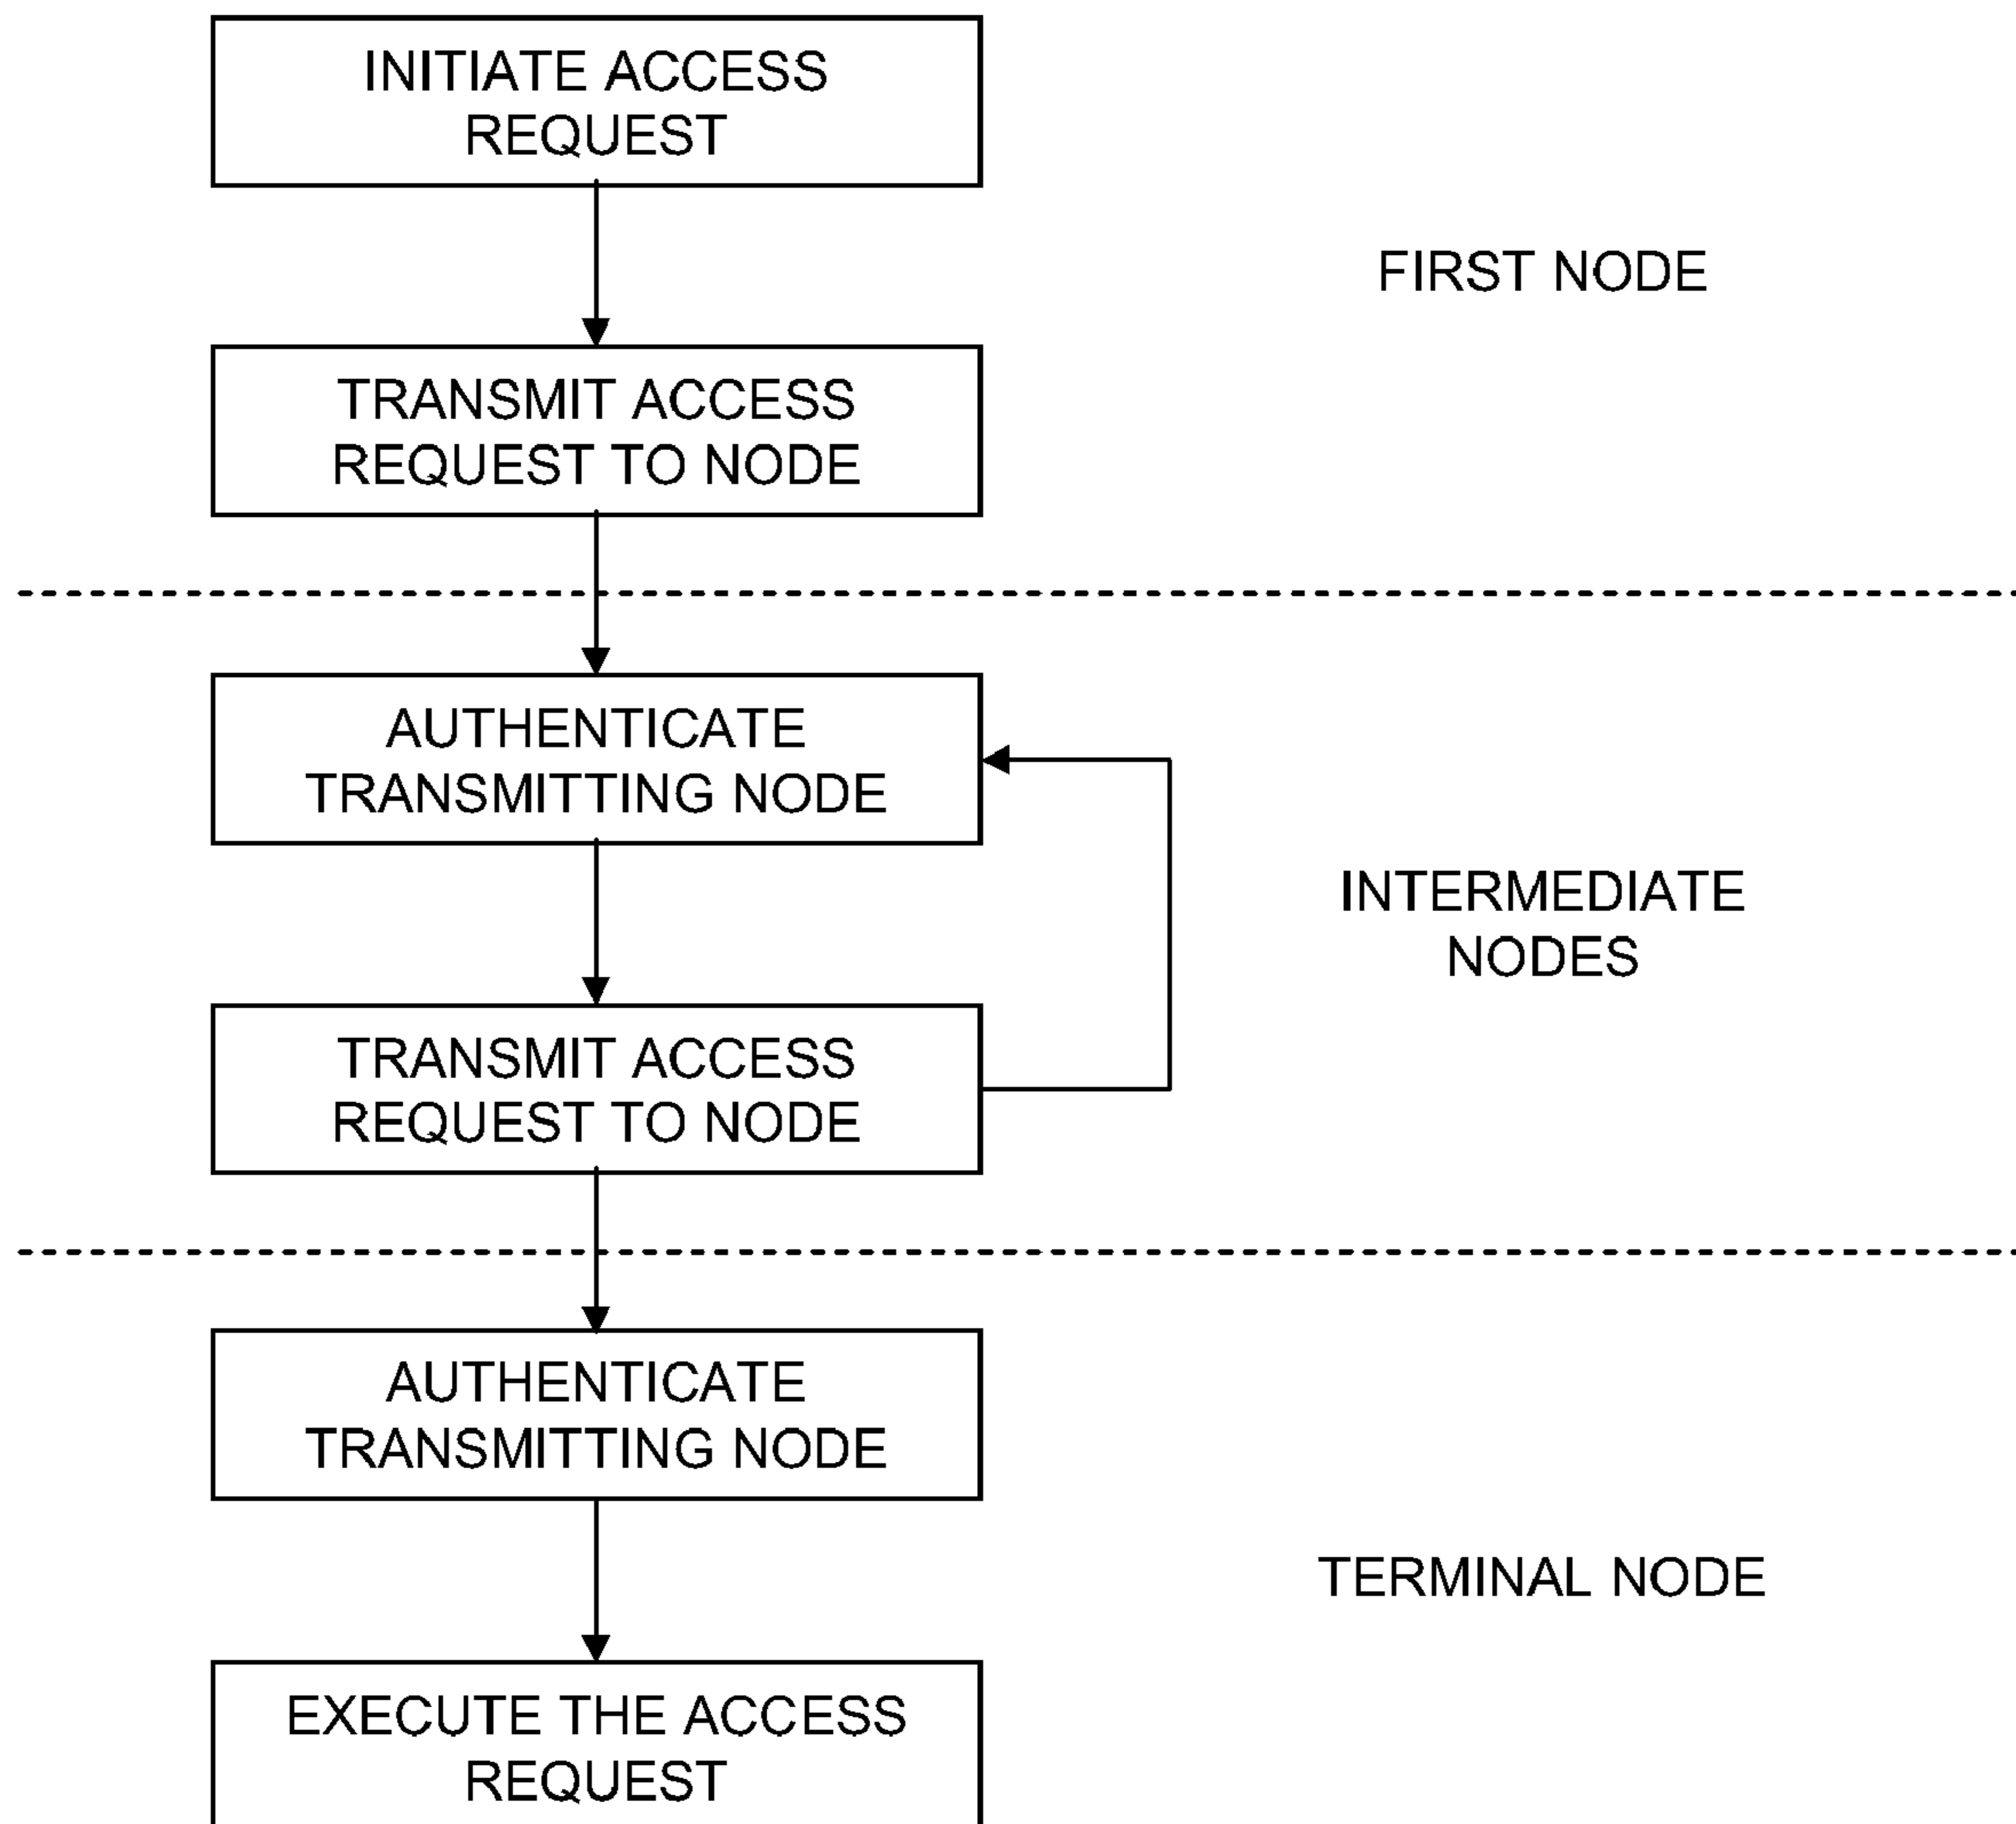 INITIATE ACCESS
REQUEST
FIRST NODE
TRANSMIT ACCESS
REQUEST TO NODE
AUTHENTICATE
TRANSMITTING NODE
INTERMEDIATE
NODES
TRANSMIT ACCESS
REQUEST TO NODE
AUTHENTICATE
TRANSMITTING NODE
TERMINAL NODE
EXECUTE THE ACCESS
REQUEST